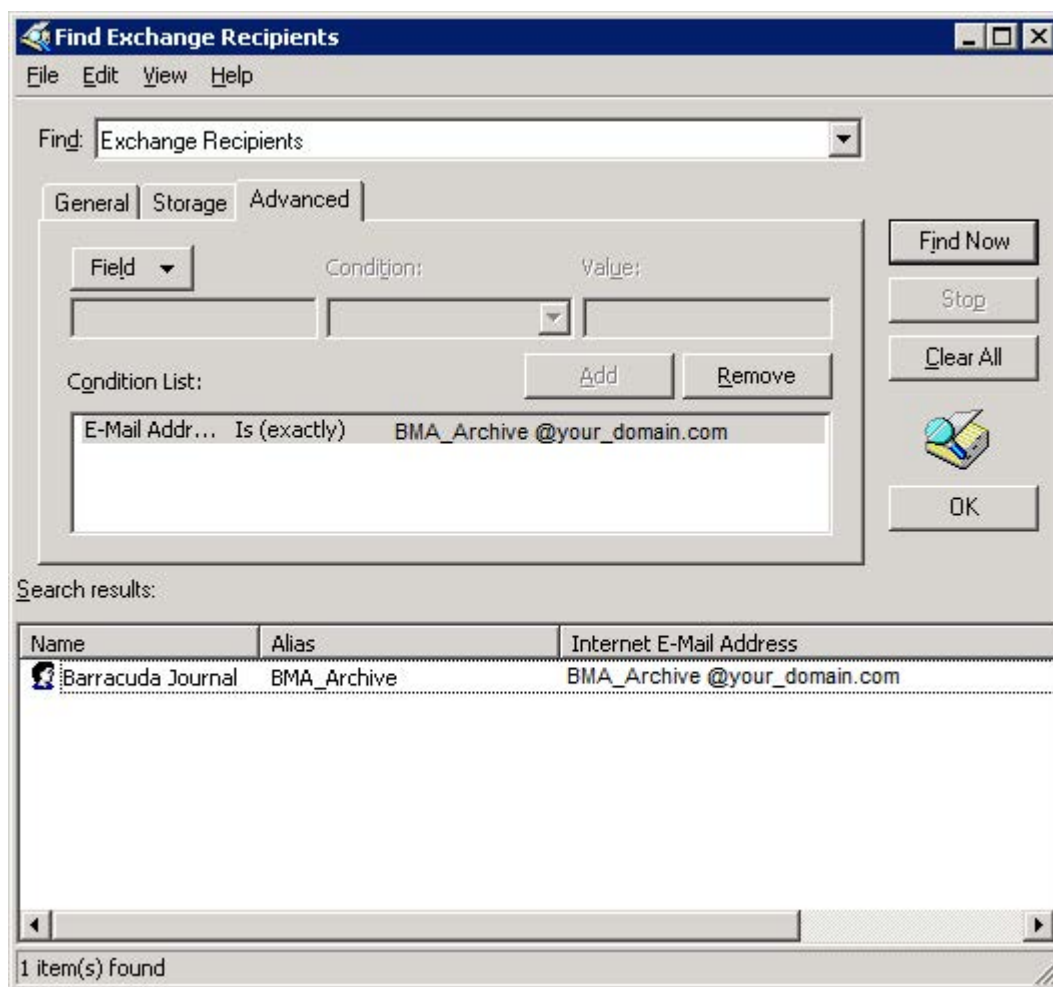 Find Exchange Recipients
File Edit View Help
Find: Exchange Recipients
General Storage Advanced
Field Condition: Value:
Find Now
Stop
Clear All
Condition List: Add Remove
E-Mail Addr... Is (exactly) BMA_Archive @your_domain.com
OK
Search results:
Name Alias Internet E-Mail Address
Barracuda Journal BMA_Archive BMA_Archive @your_domain.com
1 item(s) found